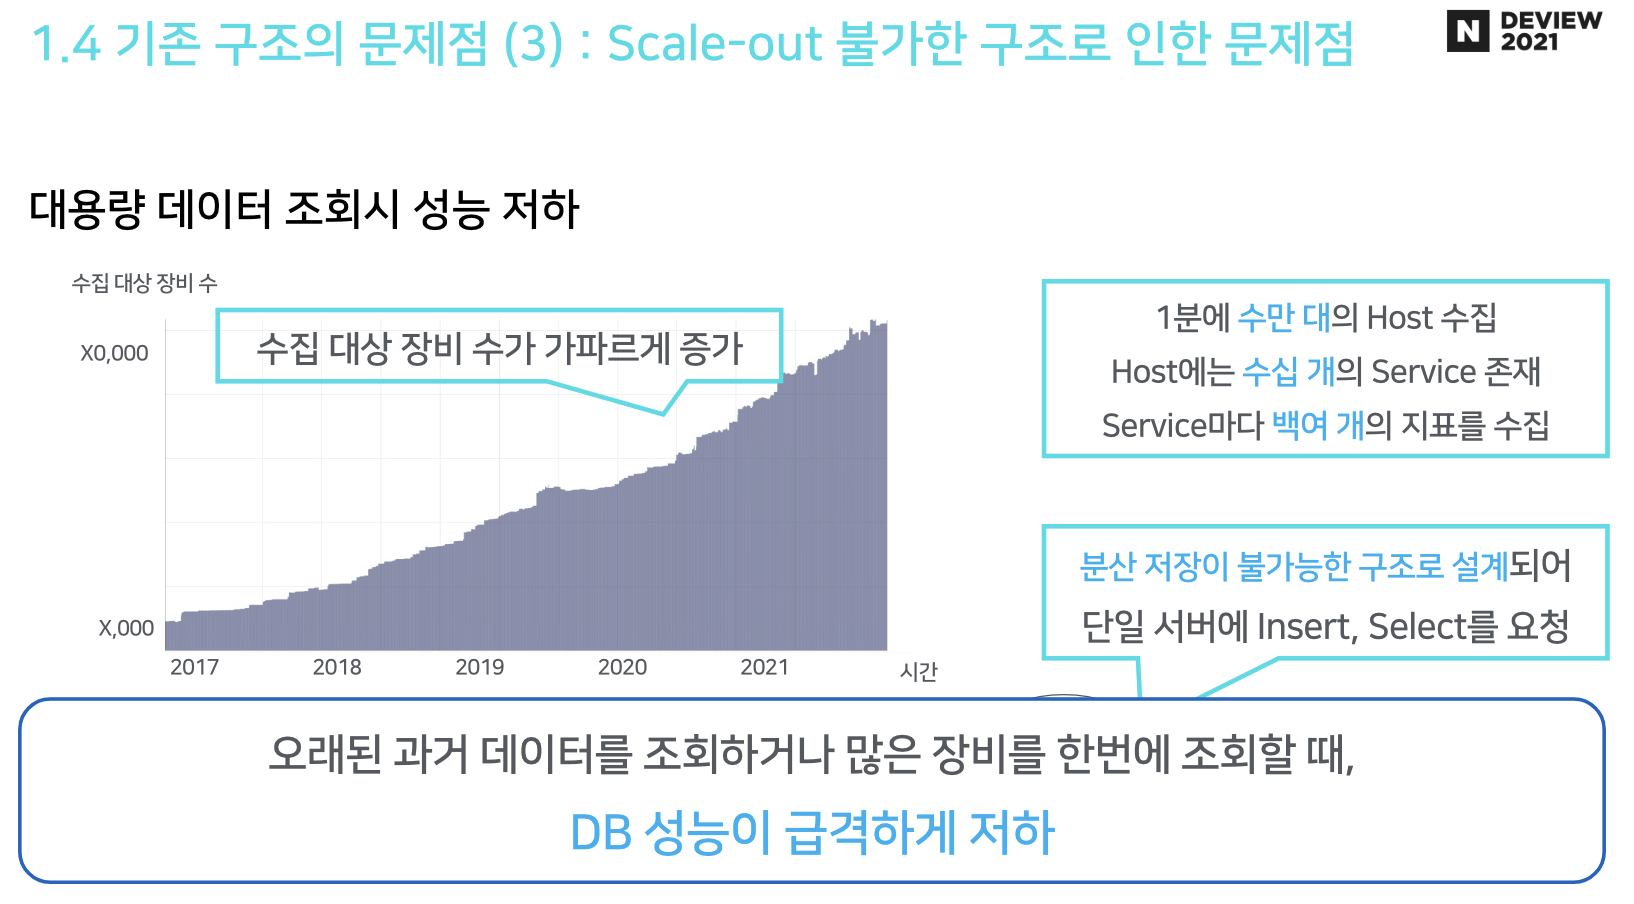 1.4 기존 구조의 문제점 (3) : Scale-out 불가한 구조로 인한 문제점
N DEVIEW
2021
대용량 데이터 조회시 성능 저하
수집 대상 장비 수
수집 대상 장비 수가 가파르게 증가
X0,000
X,000
2017 2018 2019 2020 2021 시간
1분에 수만 대의 Host 수집
Host에는 수십 개의 Service 존재
Service마다 백여 개의 지표를 수집
분산 저장이 불가능한 구조로 설계되어
단일 서버에 Insert, Select를 요청
오래된 과거 데이터를 조회하거나 많은 장비를 한번에 조회할 때,
DB 성능이 급격하게 저하